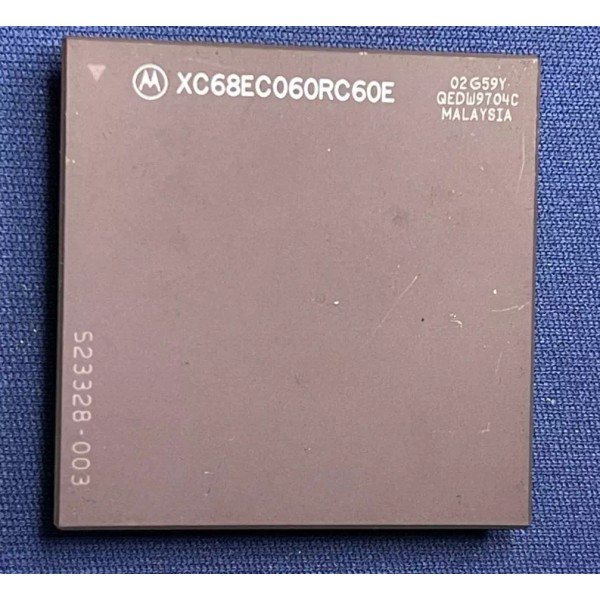 XC68EC060RC60E
02G59Y
QEDW9704C
MALAYSIA
S23328-003